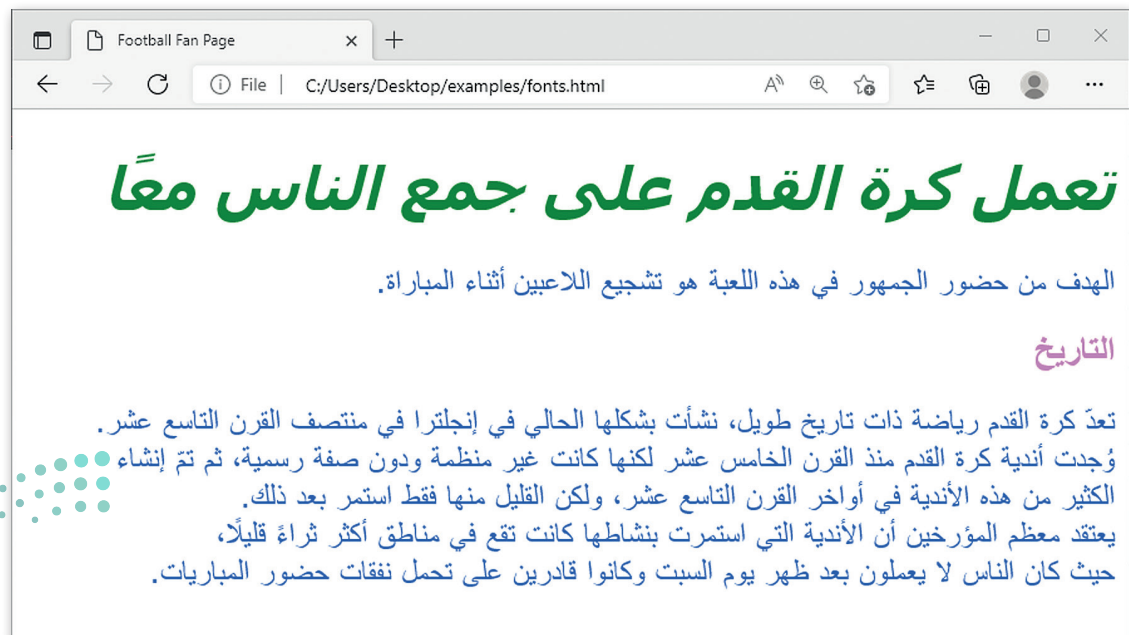 Football Fan Page
File
C:/Users/Desktop/examples/fonts.html
تعمل كرة القدم على جمع الناس معًا
الهدف من حضور الجمهور في هذه اللعبة هو تشجيع اللاعبين أثناء المباراة.
التاريخ
تعدّ كرة القدم رياضة ذات تاريخ طويل، نشأت بشكلها الحالي في إنجلترا في منتصف القرن التاسع عشر.
وُجدت أندية كرة القدم منذ القرن الخامس عشر لكنها كانت غير منظمة ودون صفة رسمية، ثم تمّ إنشاء
الكثير من هذه الأندية في أواخر القرن التاسع عشر، ولكن القليل منها فقط استمر بعد ذلك.
يعتقد معظم المؤرخين أن الأندية التي استمرت بنشاطها كانت تقع في مناطق أكثر ثراءً قليلًا،
حيث كان الناس لا يعملون بعد ظهر يوم السبت وكانوا قادرين على تحمل نفقات حضور المباريات.